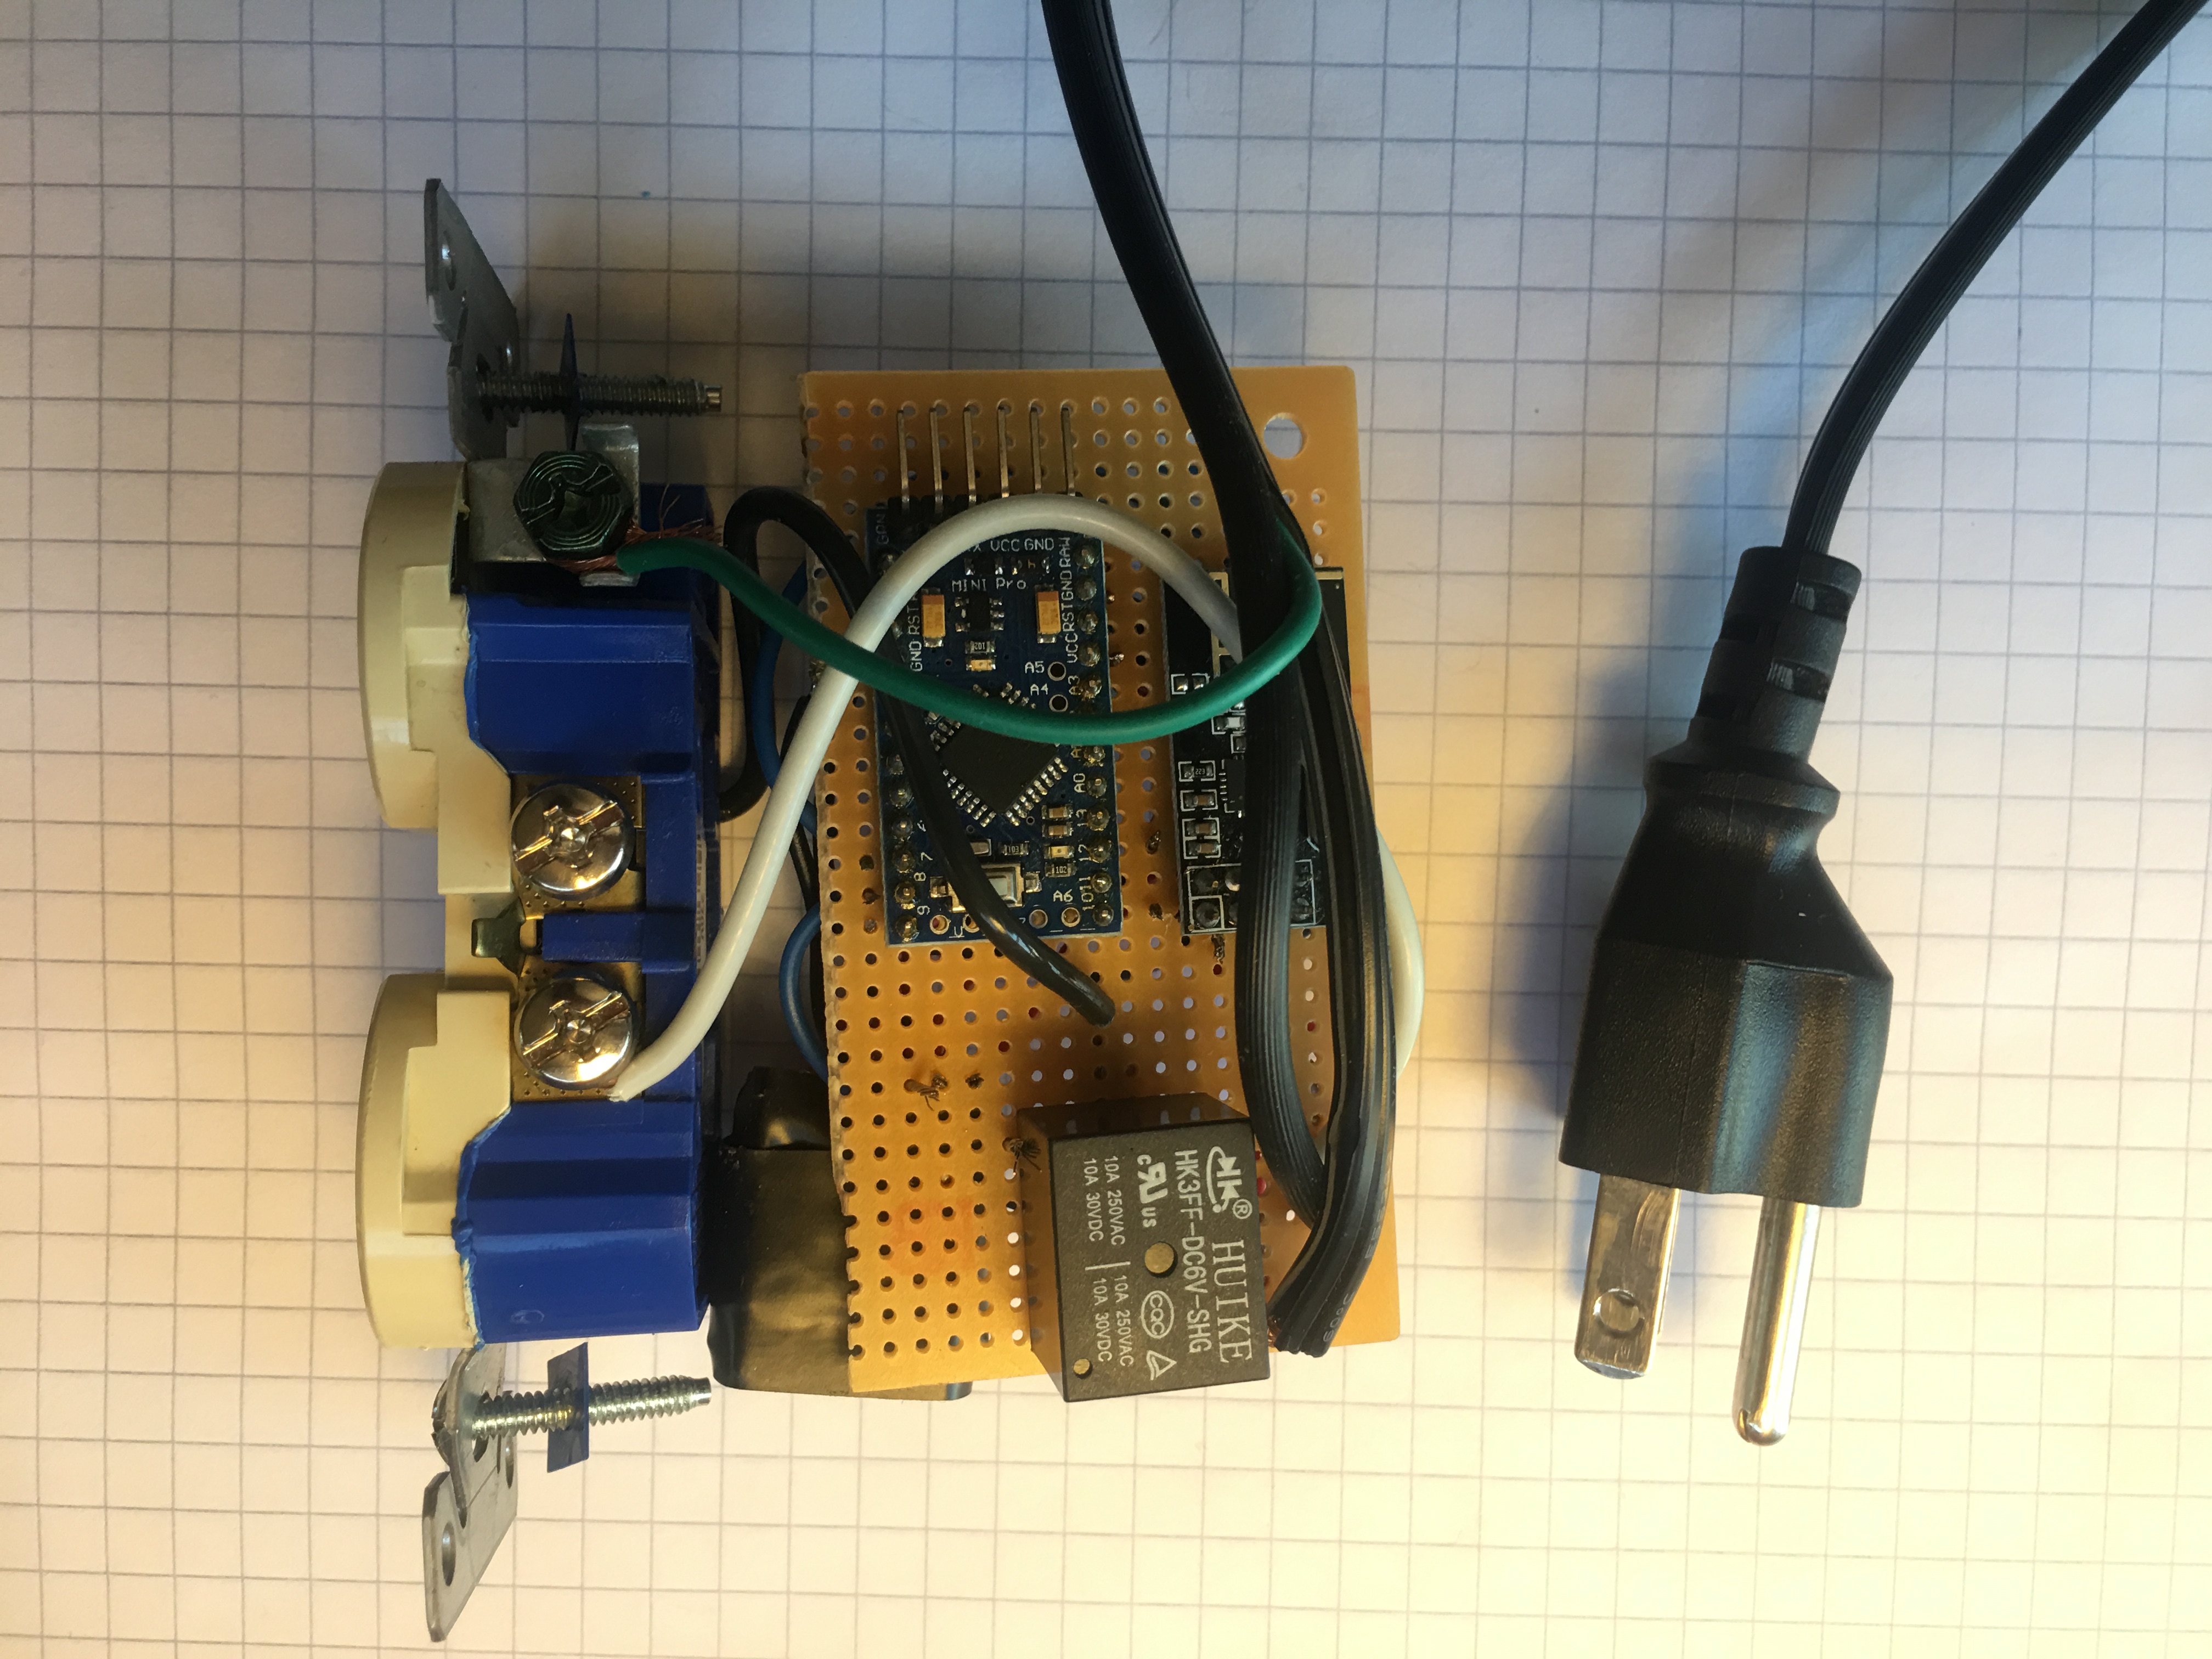 HUIKE ®
HK3FF-DC6V-SHG
c RU US CQC
10A 250VAC 10A 250VAC
10A 30VDC 10A 30VDC
GRN
GND RST
9 8 7
MINI Pro
VCC GND
A4 A5
A6
10 11 12 13 A0 A3 VCC RST GND RAW
60°C